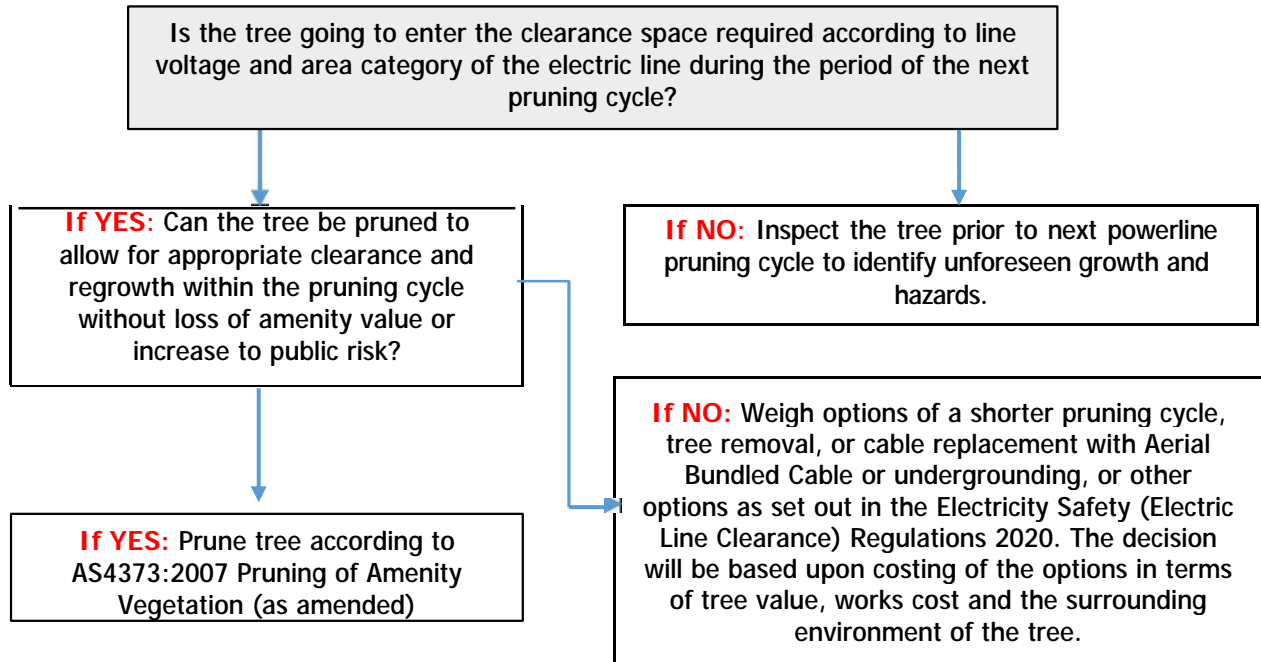 Is the tree going to enter the clearance space required according to line
voltage and area category of the electric line during the period of the next
pruning cycle?
If YES: Can the tree be pruned to
allow for appropriate clearance and
regrowth within the pruning cycle
without loss of amenity value or
increase to public risk?
If NO: Inspect the tree prior to next powerline
pruning cycle to identify unforeseen growth and
hazards.
If YES: Prune tree according to
AS4373:2007 Pruning of Amenity
Vegetation (as amended)
If NO: Weigh options of a shorter pruning cycle,
tree removal, or cable replacement with Aerial
Bundled Cable or undergrounding, or other
options as set out in the Electricity Safety (Electric
Line Clearance) Regulations 2020. The decision
will be based upon costing of the options in terms
of tree value, works cost and the surrounding
environment of the tree.